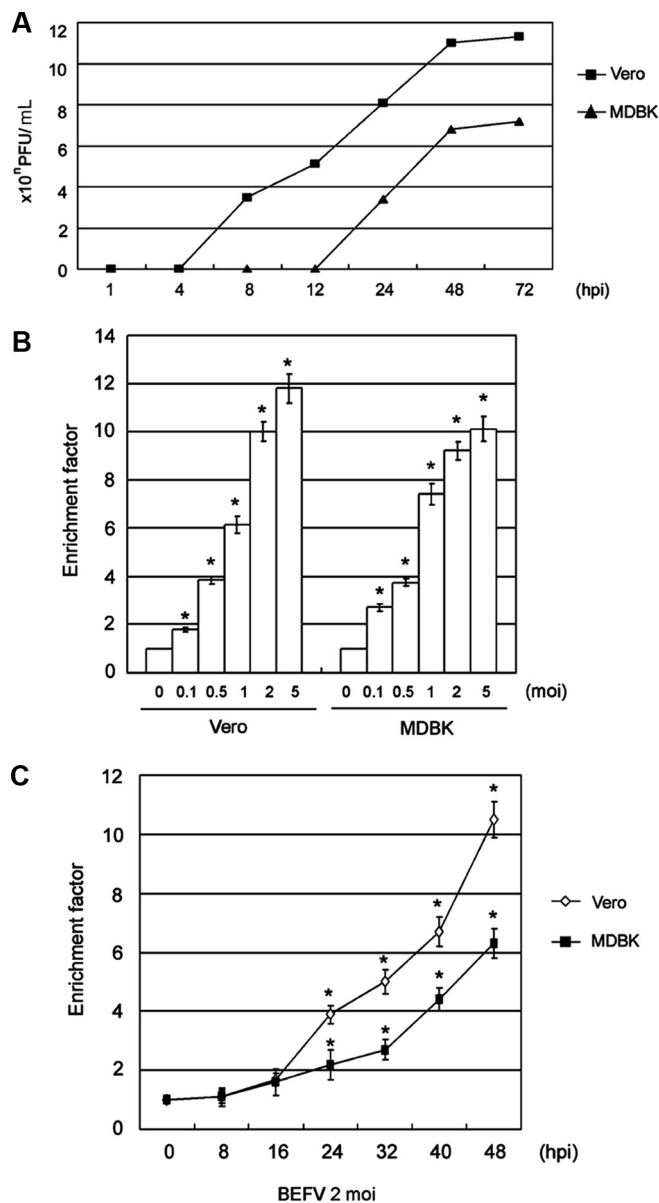 A
x10ⁿPFU/mL
12
10
8
6
4
2
0
1 4 8 12 24 48 72 (hpi)
Vero
MDBK
B
Enrichment factor
14
12
10
8
6
4
2
0
* * * * * * * * * *
0 0.1 0.5 1 2 5 0 0.1 0.5 1 2 5 (moi)
Vero MDBK
C
Enrichment factor
12
10
8
6
4
2
0
* * * * * * * *
0 8 16 24 32 40 48 (hpi)
BEFV 2 moi
Vero
MDBK